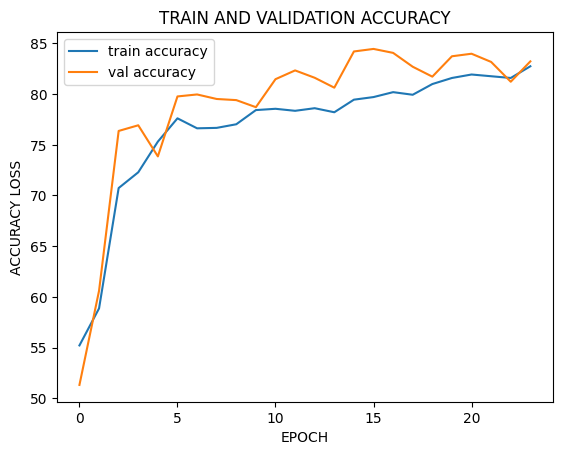 TRAIN AND VALIDATION ACCURACY
train accuracy
val accuracy
ACCURACY LOSS
85
80
75
70
65
60
55
50
0
5
10
15
20
EPOCH